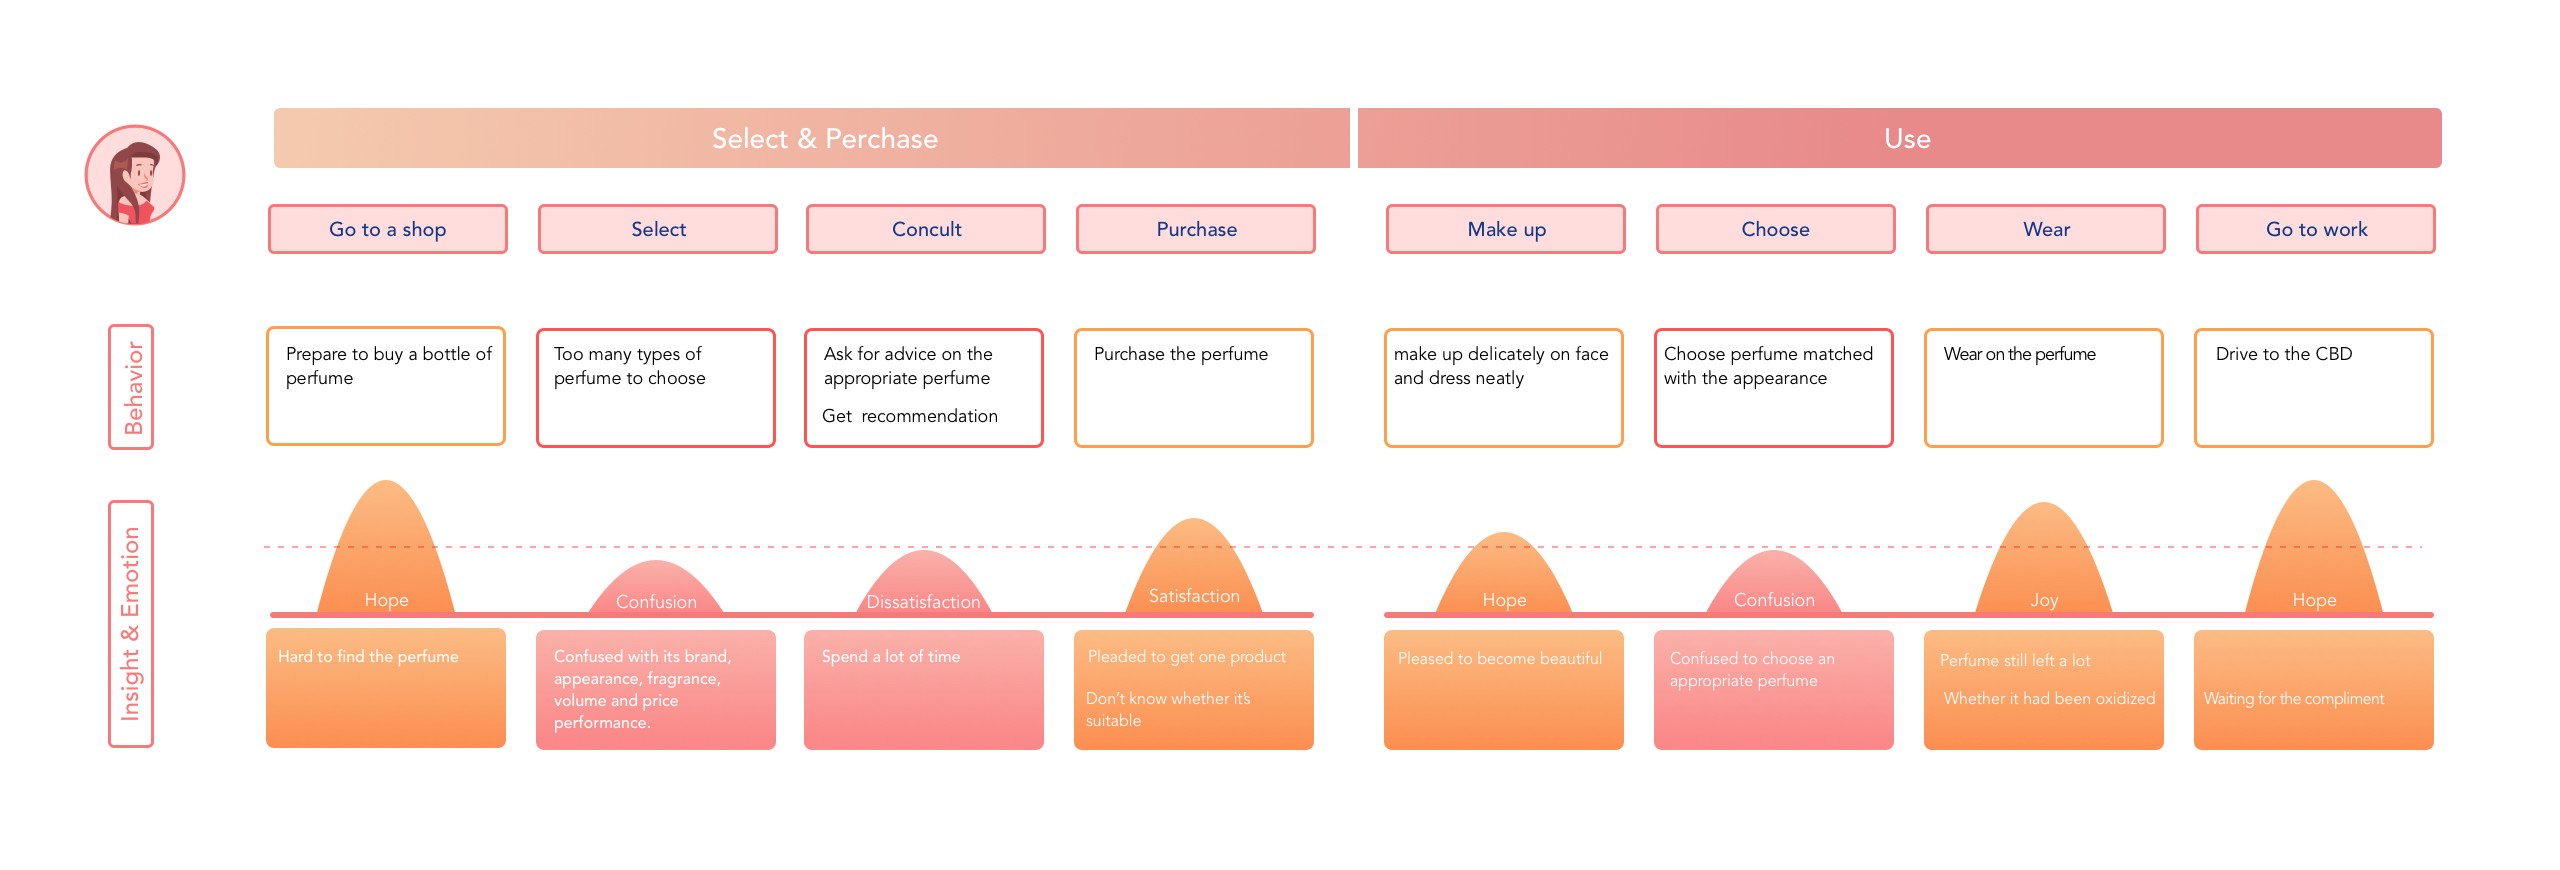 Select & Perchase
Use
Go to a shop
Select
Concult
Purchase
Make up
Choose
Wear
Go to work
Behavior
Prepare to buy a bottle of
perfume
Too many types of
perfume to choose
Ask for advice on the
appropriate perfume
Get recommendation
Purchase the perfume
make up delicately on face
and dress neatly
Choose perfume matched
with the appearance
Wear on the perfume
Drive to the CBD
Insight & Emotion
Hope
Confusion
Dissatisfaction
Satisfaction
Hope
Confusion
Joy
Hope
Hard to find the perfume
Confused with its brand,
appearance, fragrance,
volume and price
performance.
Spend a lot of time
Pleaded to get one product
Don’t know whether it’s
suitable
Pleased to become beautiful
Confused to choose an
appropriate perfume
Perfume still left a lot
Whether it had been oxidized
Waiting for the compliment